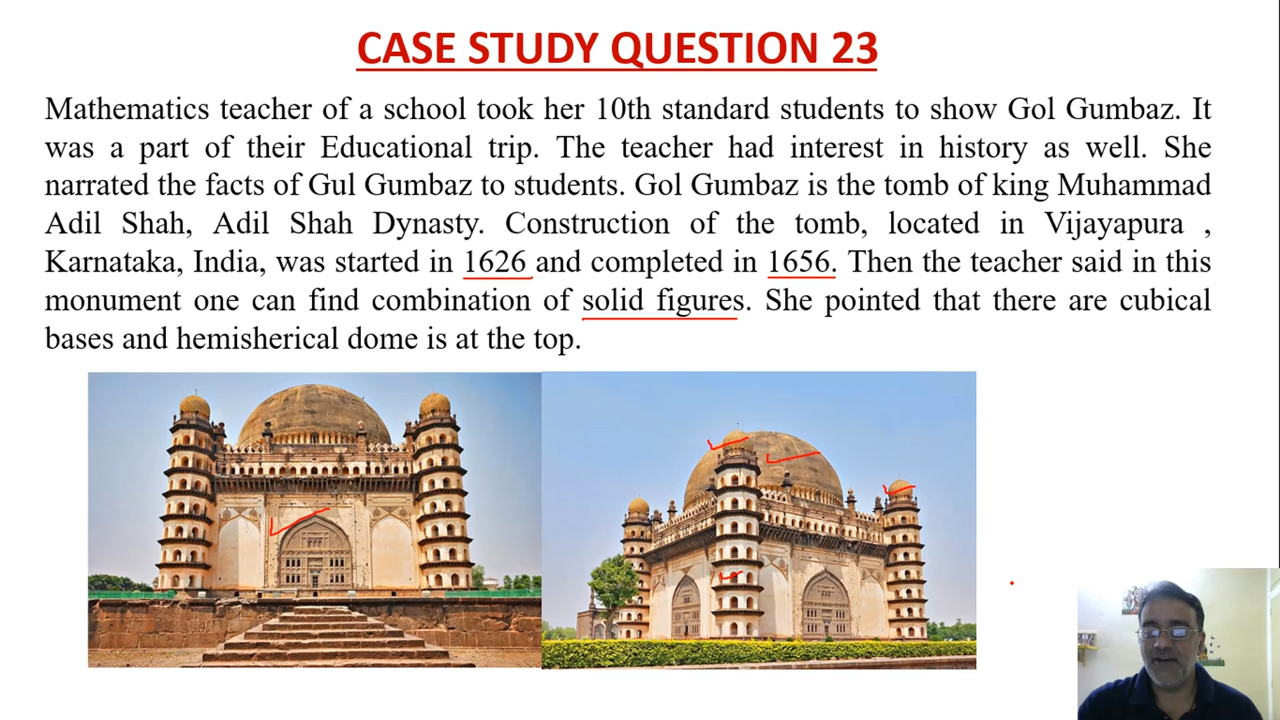 CASE STUDY QUESTION 23
Mathematics teacher of a school took her 10th standard students to show Gol Gumbaz. It
was a part of their Educational trip. The teacher had interest in history as well. She
narrated the facts of Gul Gumbaz to students. Gol Gumbaz is the tomb of king Muhammad
Adil Shah, Adil Shah Dynasty. Construction of the tomb, located in Vijayapura ,
Karnataka, India, was started in 1626 and completed in 1656. Then the teacher said in this
monument one can find combination of solid figures. She pointed that there are cubical
bases and hemisherical dome is at the top.